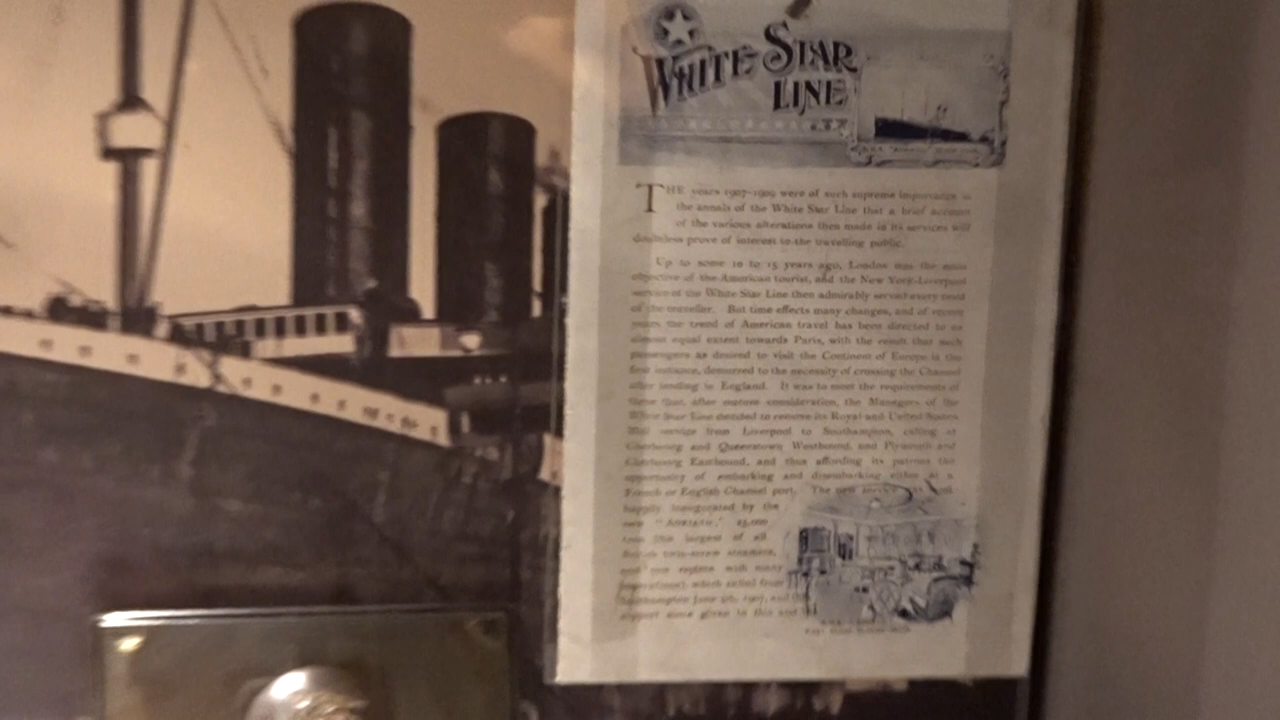 WHITE STAR
LINE
THE years 1907-1909 were of such supreme importance in
the annals of the White Star Line that a brief account
of the various alterations then made in its services will
doubtless prove of interest to the travelling public.
Up to some 10 to 15 years ago, London was the main
objective of the American tourist, and the New York-Liverpool
service of the White Star Line then admirably served every need
of the traveller. But time effects many changes, and of recent
years the trend of American travel has been directed to an
almost equal extent towards Paris, with the result that such
passengers as desired to visit the Continent of Europe in the
first instance, demurred to the necessity of crossing the Channel
after landing in England. It was to meet the requirements of
these that, after mature consideration, the Managers of the
White Star Line decided to remove its Royal and United States
Mail service from Liverpool to Southampton, calling at
Cherbourg and Queenstown Westbound, and Plymouth and
Cherbourg Eastbound, and thus affording its patrons the
opportunity of embarking and disembarking either at a
French or English Channel port. The new service was
happily inaugurated by the
new "ADRIATIC," 25,000
tons (the largest of all
British twin-screw steamers,
and one replete with many
innovations), which sailed from
Southampton June 5th, 1907, and the
support since given to this